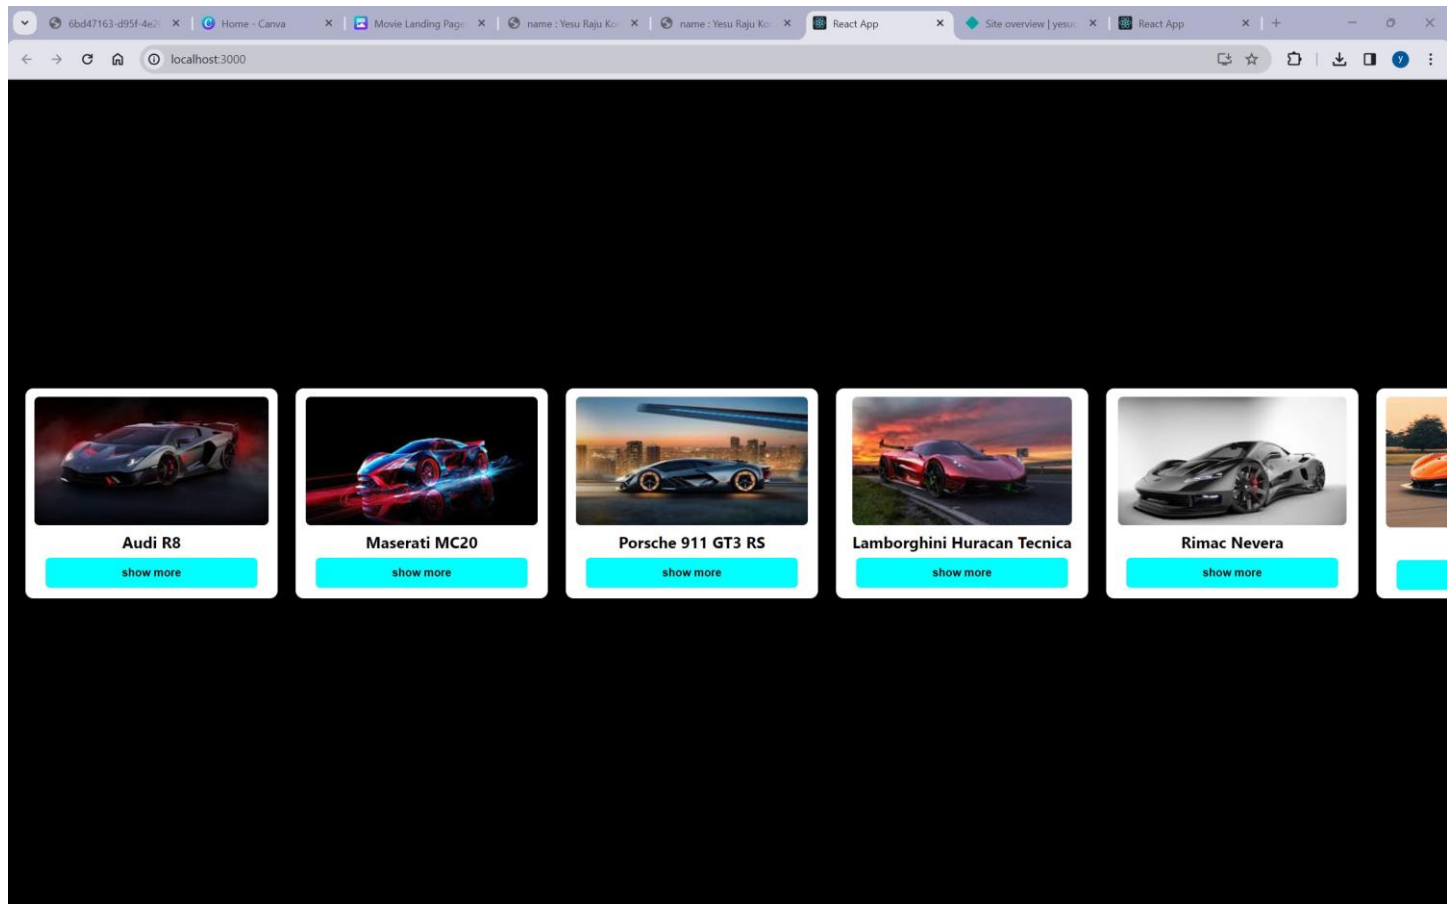 6bd47163-d95f-4e2
Home - Canva
Movie Landing Page
name : Yesu Raju Ko
name : Yesu Raju Ko
React App
Site overview | yesu
React App
localhost:3000
y
Audi R8
Maserati MC20
Porsche 911 GT3 RS
Lamborghini Huracan Tecnica
Rimac Nevera
show more
show more
show more
show more
show more